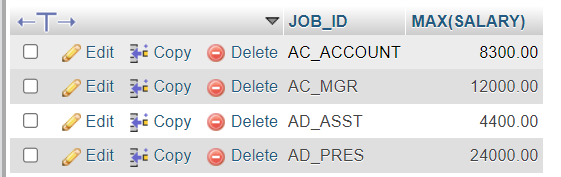 JOB_ID MAX(SALARY)
Edit Copy Delete AC_ACCOUNT 8300.00
Edit Copy Delete AC_MGR 12000.00
Edit Copy Delete AD_ASST 4400.00
Edit Copy Delete AD_PRES 24000.00